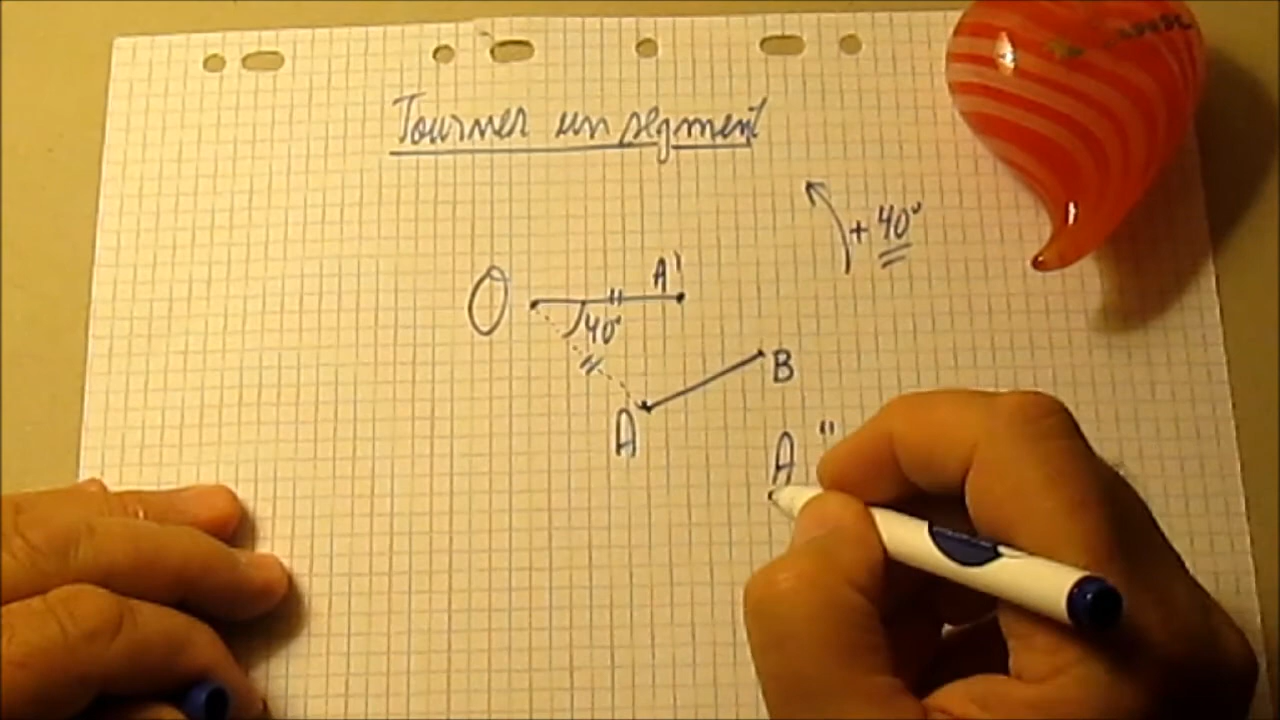 Tourner un segment
+ 40°
O
A'
40°
B
A
A "